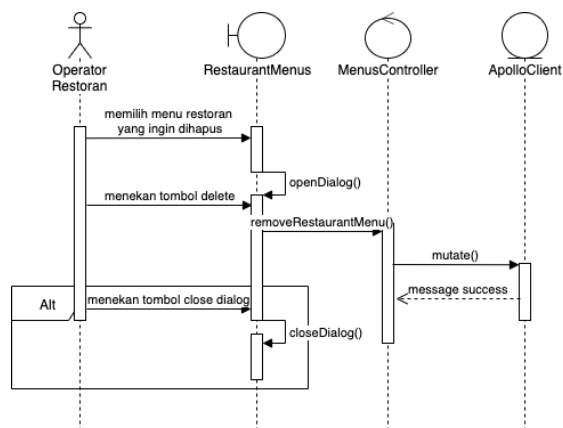 Operator
Restoran
RestaurantMenus
MenusController
ApolloClient
memilih menu restoran
yang ingin dihapus
openDialog()
menekan tombol delete
removeRestaurantMenu()
mutate()
message success
Alt
menekan tombol close dialog
closeDialog()